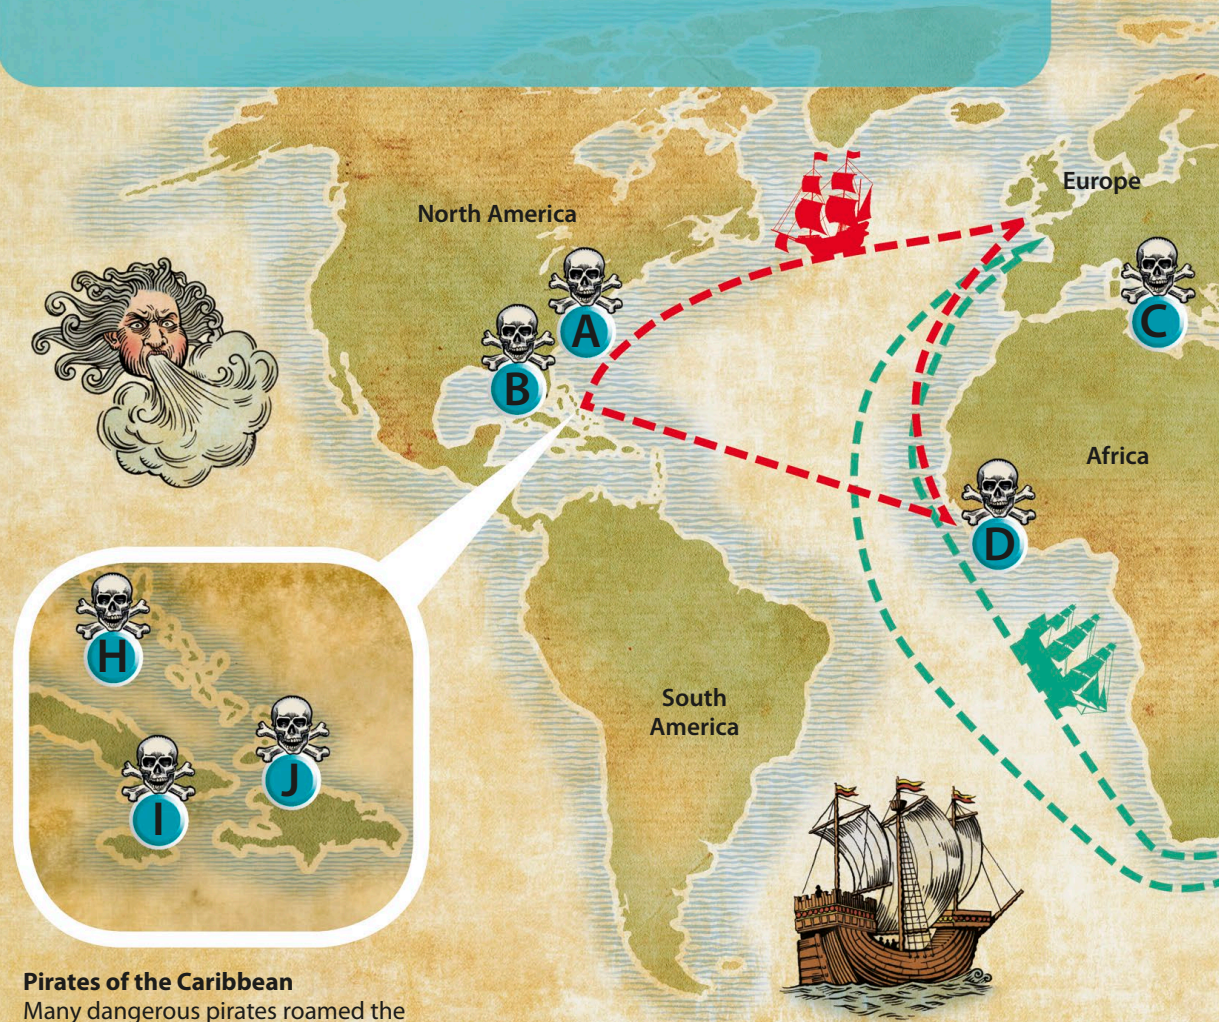 North America
Europe
A
B
C
Africa
D
H
I
J
South
America
Pirates of the Caribbean
Many dangerous pirates roamed the